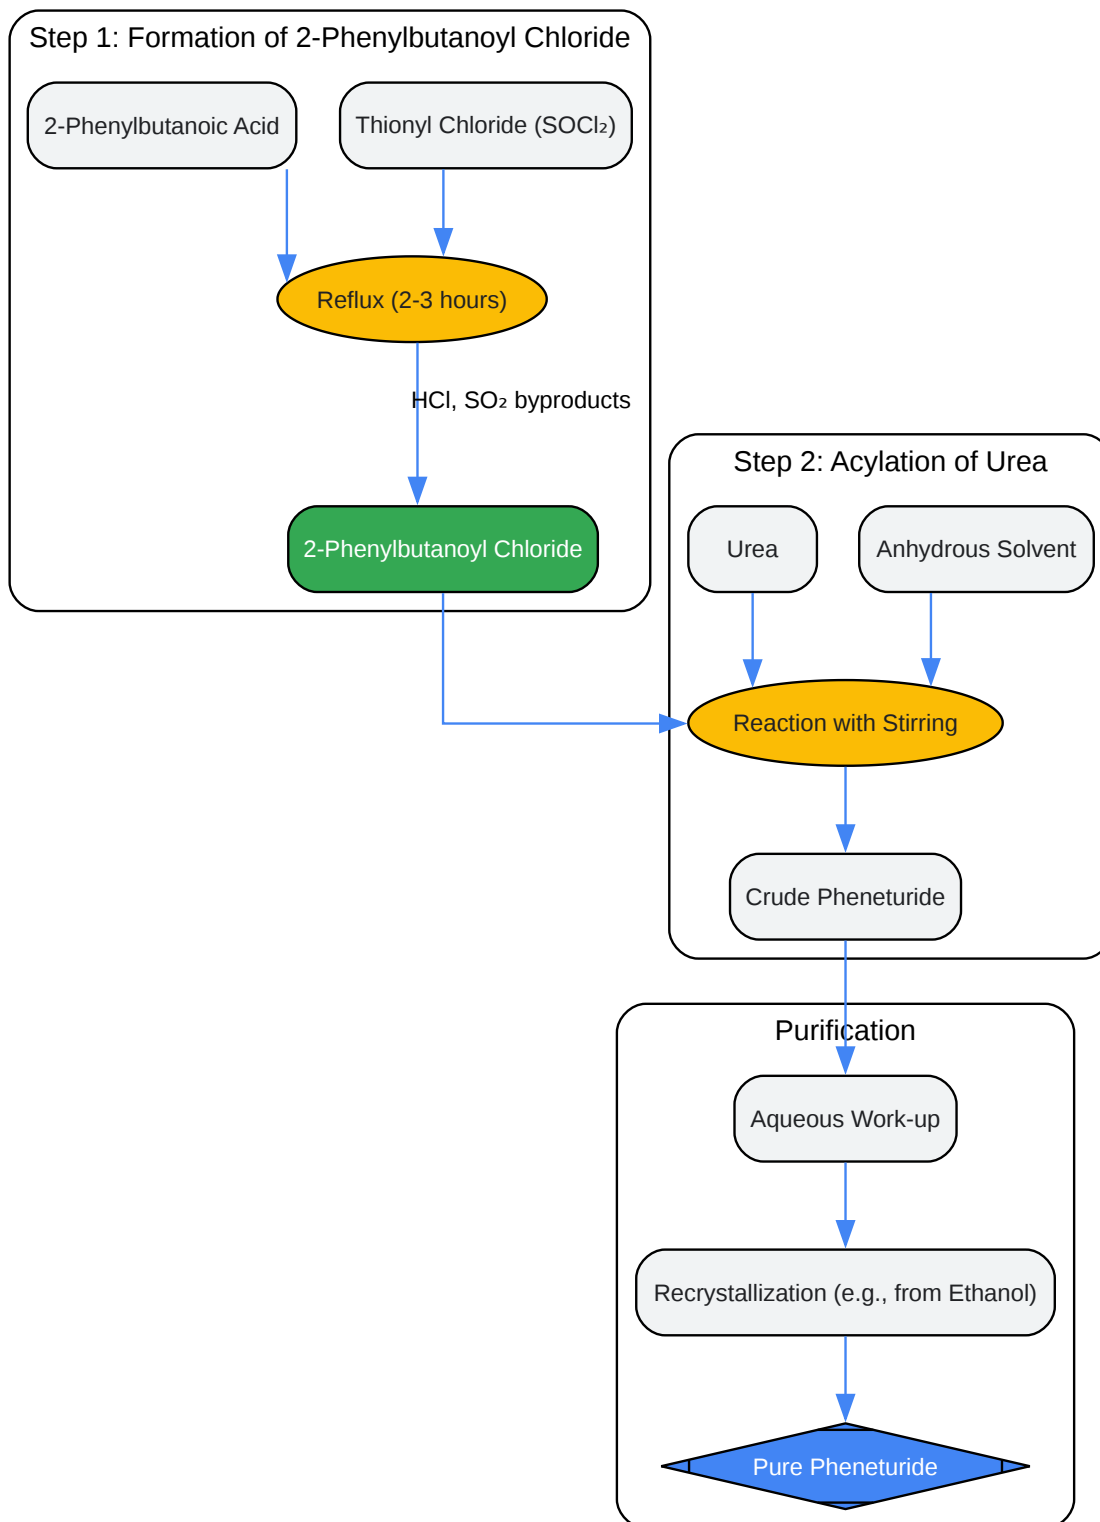 Step 1: Formation of 2-Phenylbutanoyl Chloride
2-Phenylbutanoic Acid
Thionyl Chloride (SOCl₂)
Reflux (2-3 hours)
HCl, SO₂ byproducts
2-Phenylbutanoyl Chloride
Step 2: Acylation of Urea
Urea
Anhydrous Solvent
Reaction with Stirring
Crude Pheneturide
Purification
Aqueous Work-up
Recrystallization (e.g., from Ethanol)
Pure Pheneturide